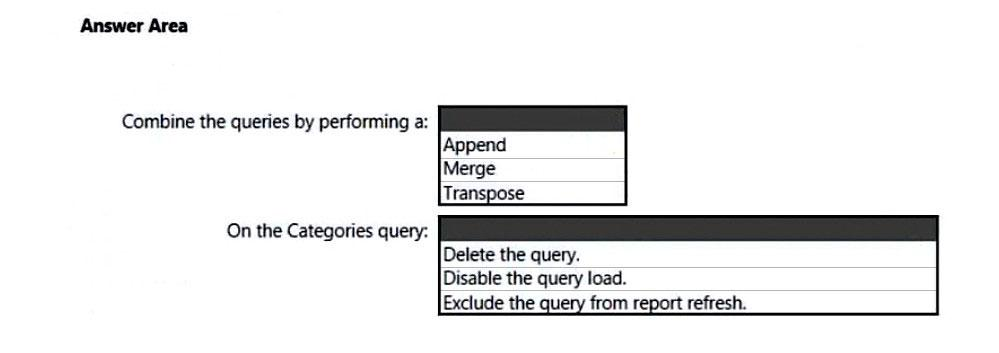 Answer Area
Combine the queries by performing a:
Append
Merge
Transpose
On the Categories query:
Delete the query.
Disable the query load.
Exclude the query from report refresh.